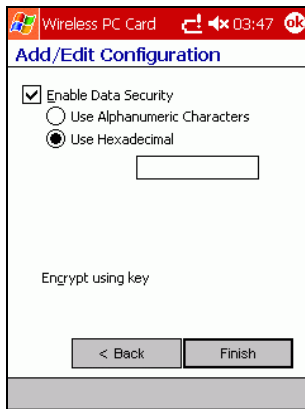 Wireless PC Card 03:47 ok
Add/Edit Configuration
Enable Data Security
Use Alphanumeric Characters
Use Hexadecimal
Encrypt using key
< Back Finish